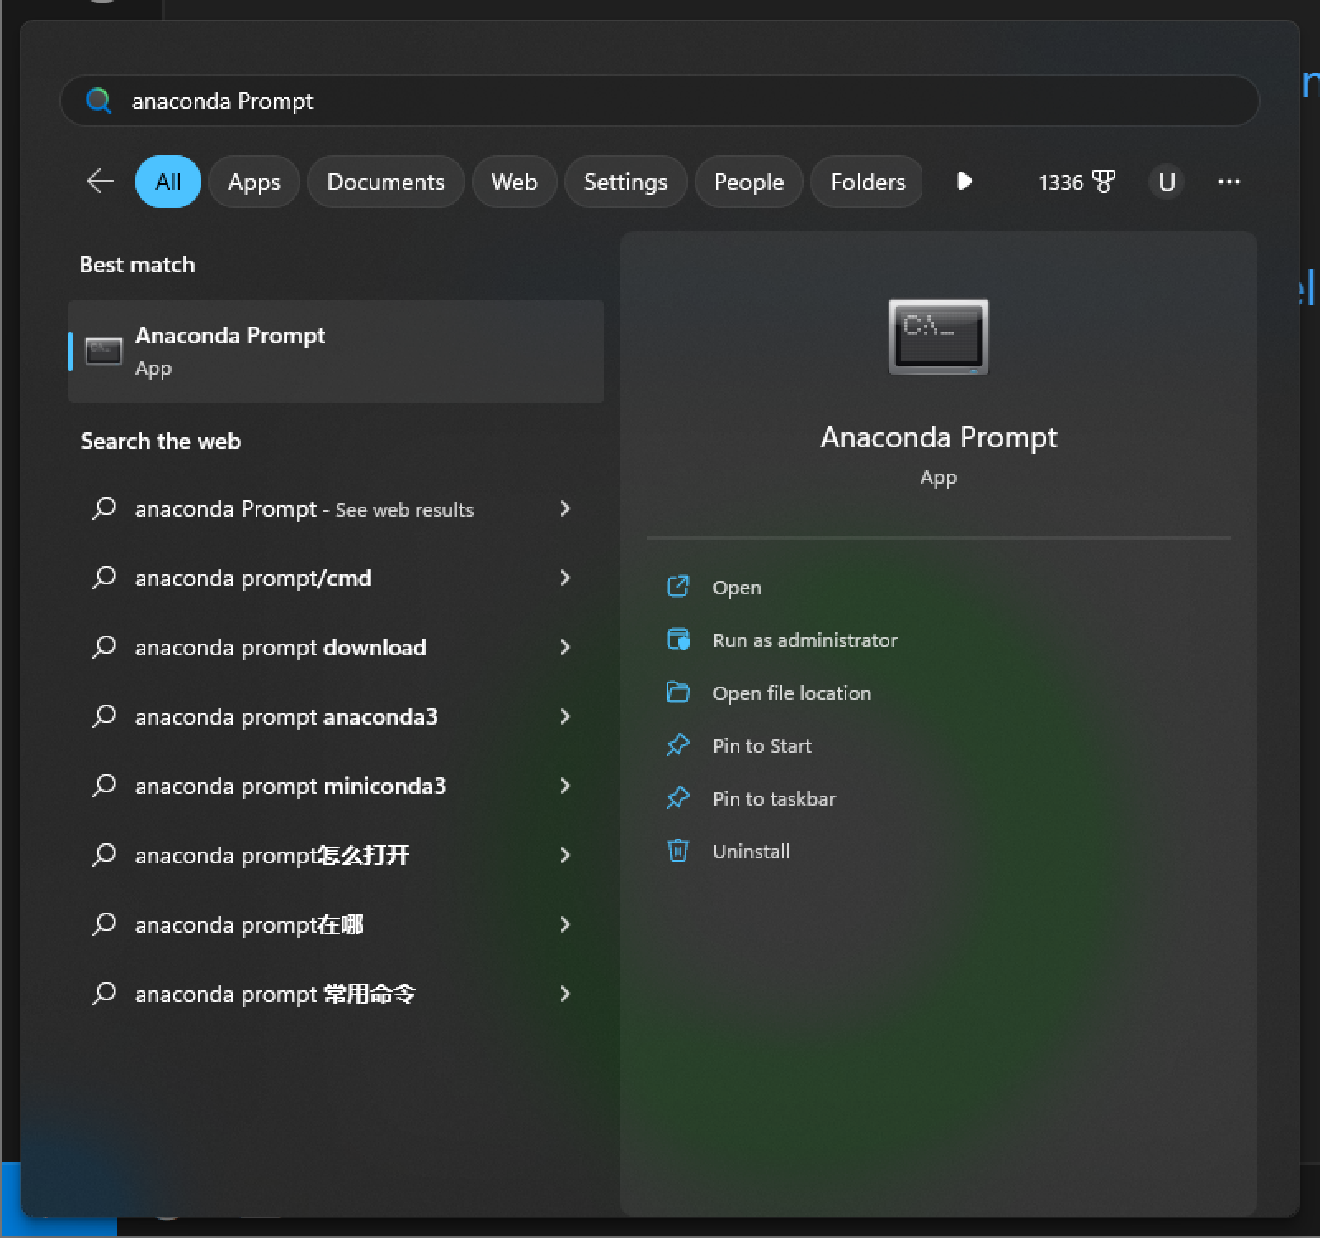 anaconda Prompt
All Apps Documents Web Settings People Folders 1336 U
Best match
Anaconda Prompt
App
Search the web
anaconda Prompt - See web results
anaconda prompt/cmd
anaconda prompt download
anaconda prompt anaconda3
anaconda prompt miniconda3
anaconda prompt怎么打开
anaconda prompt在哪
anaconda prompt 常用命令
C:\_
Anaconda Prompt
App
Open
Run as administrator
Open file location
Pin to Start
Pin to taskbar
Uninstall
el